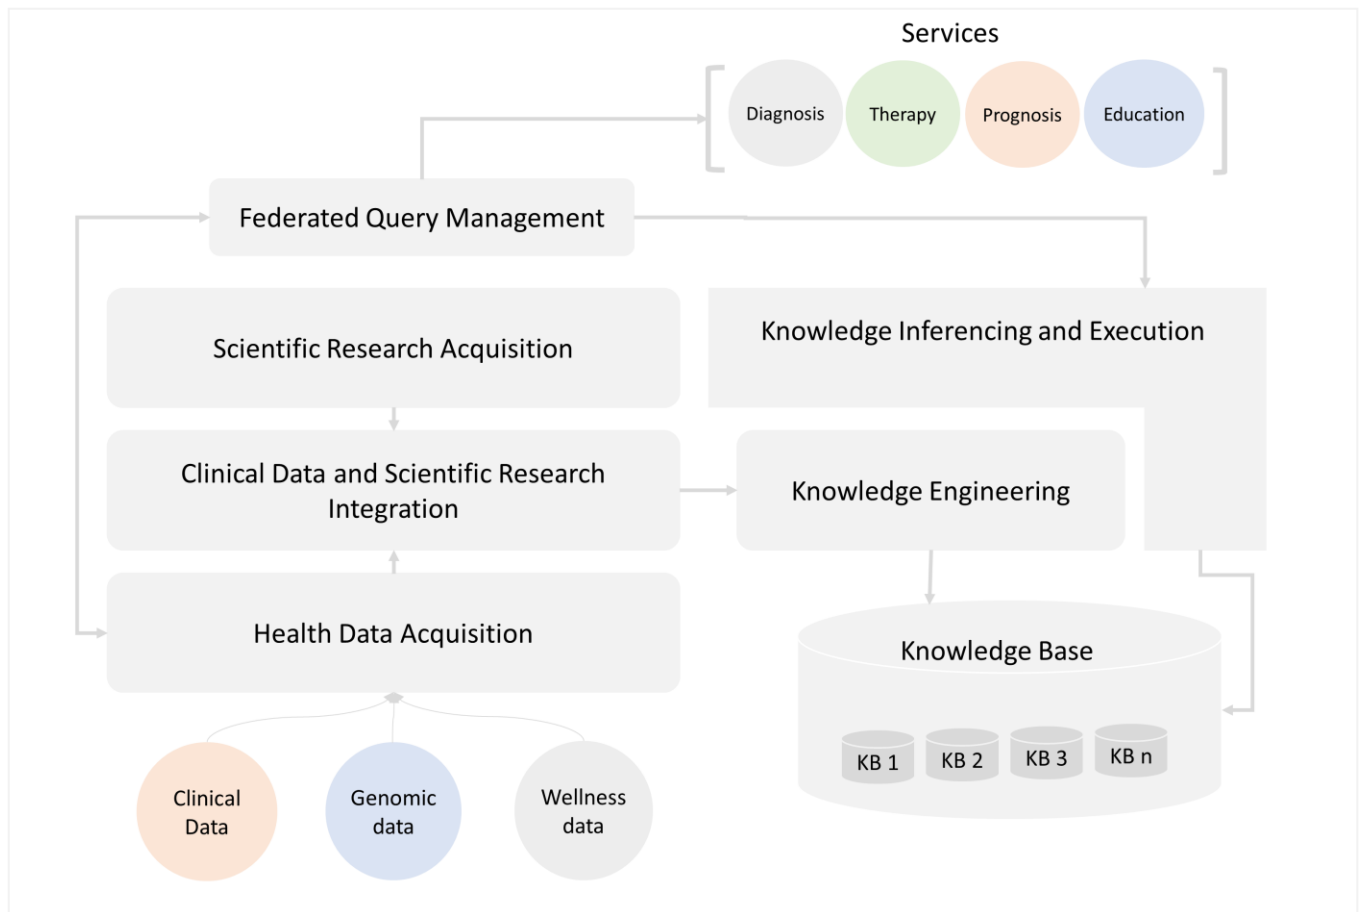 Services
Diagnosis
Therapy
Prognosis
Education
Federated Query Management
Scientific Research Acquisition
Knowledge Inferencing and Execution
Clinical Data and Scientific Research
Integration
Knowledge Engineering
Health Data Acquisition
Knowledge Base
KB 1
KB 2
KB 3
KB n
Clinical
Data
Genomic
data
Wellness
data